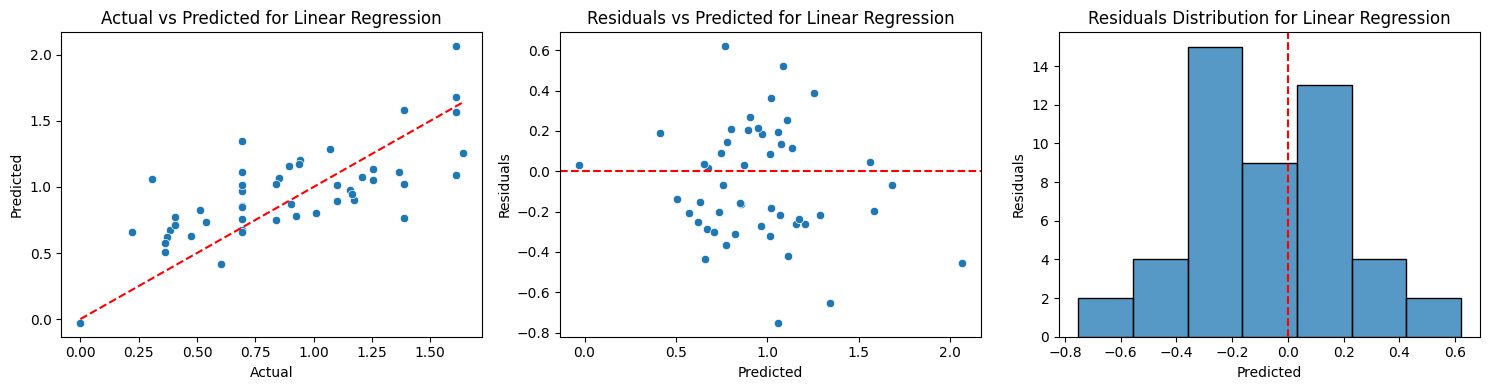 Actual vs Predicted for Linear Regression
2.0
1.5
1.0
0.5
0.0
Predicted
0.00 0.25 0.50 0.75 1.00 1.25 1.50
Actual
Residuals vs Predicted for Linear Regression
0.6
0.4
0.2
0.0
−0.2
−0.4
−0.6
−0.8
Residuals
0.0 0.5 1.0 1.5 2.0
Predicted
Residuals Distribution for Linear Regression
14
12
10
8
6
4
2
0
Residuals
−0.8 −0.6 −0.4 −0.2 0.0 0.2 0.4 0.6
Predicted